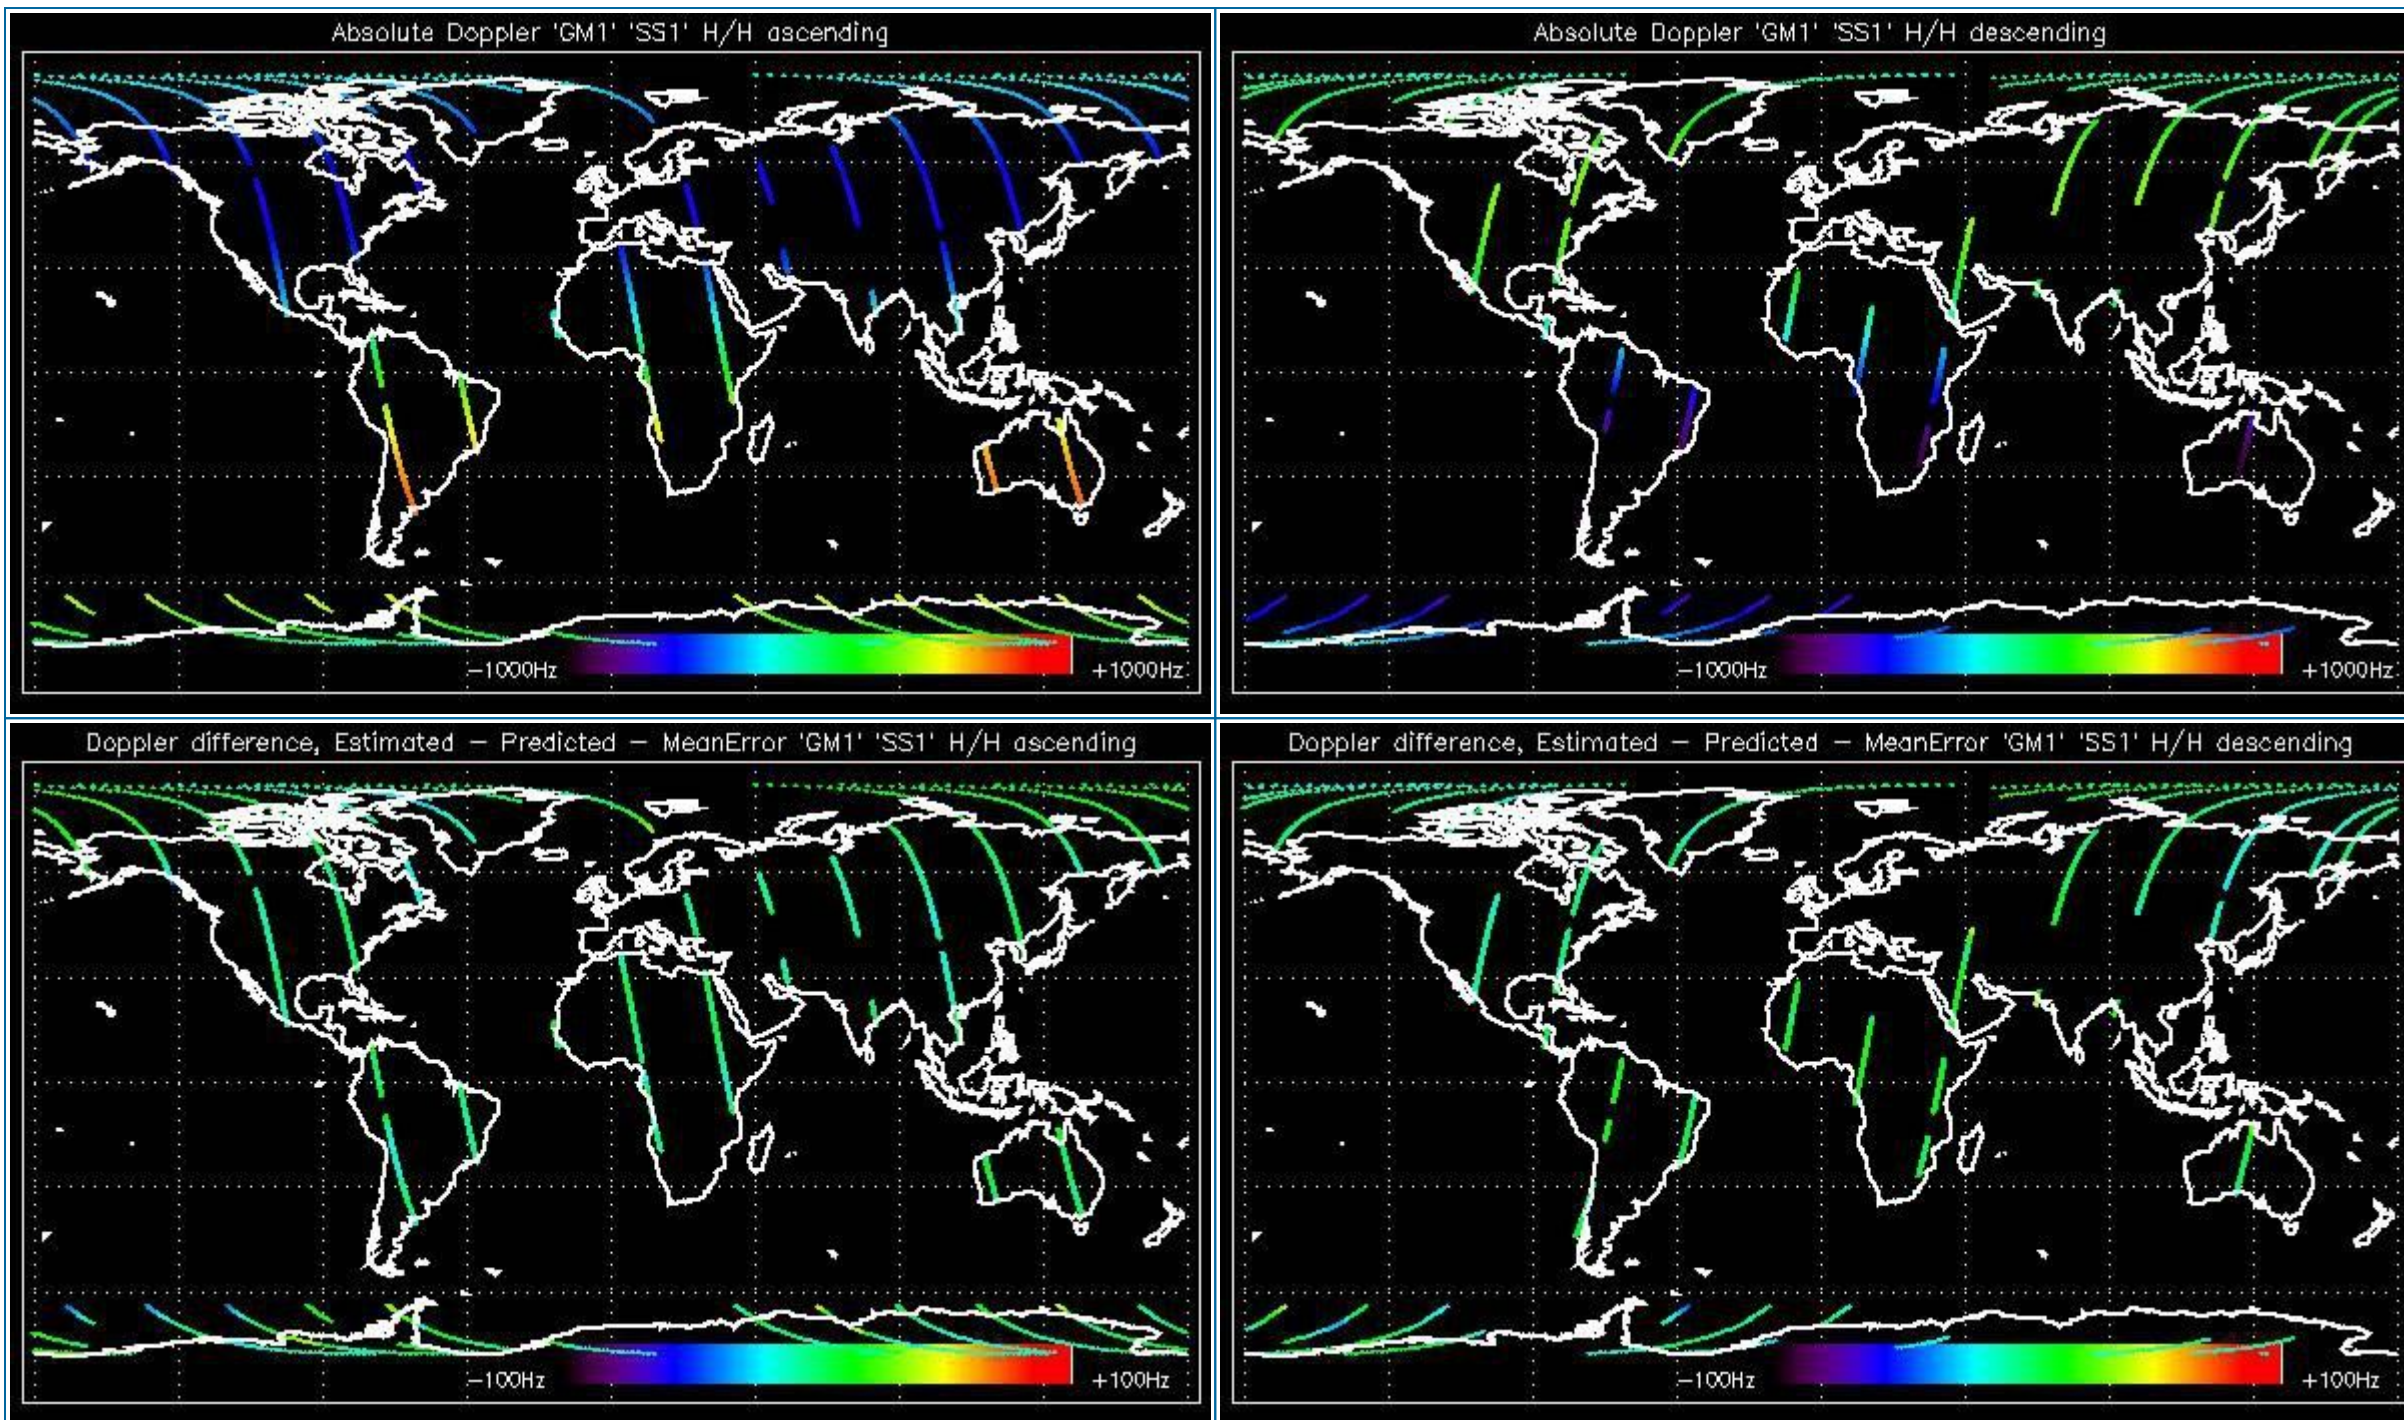 Absolute Doppler 'GM1' 'SS1' H/H ascending
-1000Hz
+1000Hz
Absolute Doppler 'GM1' 'SS1' H/H descending
-1000Hz
+1000Hz
Doppler difference, Estimated - Predicted - MeanError 'GM1' 'SS1' H/H ascending
-100Hz
+100Hz
Doppler difference, Estimated - Predicted - MeanError 'GM1' 'SS1' H/H descending
-100Hz
+100Hz